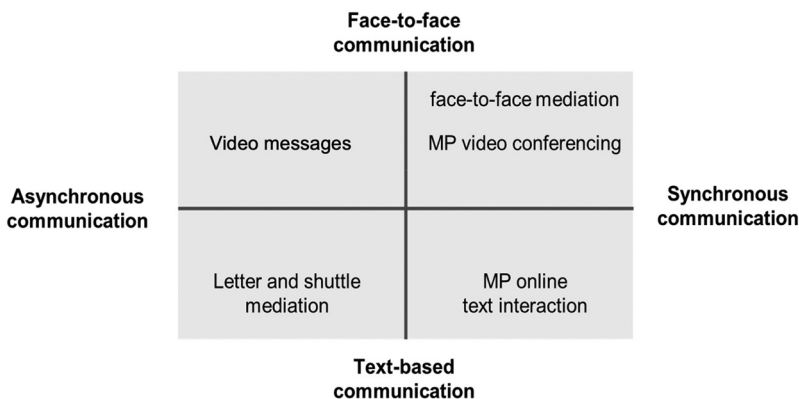 Face-to-face
communication
face-to-face mediation
Video messages
MP video conferencing
Asynchronous
communication
Synchronous
communication
Letter and shuttle
mediation
MP online
text interaction
Text-based
communication